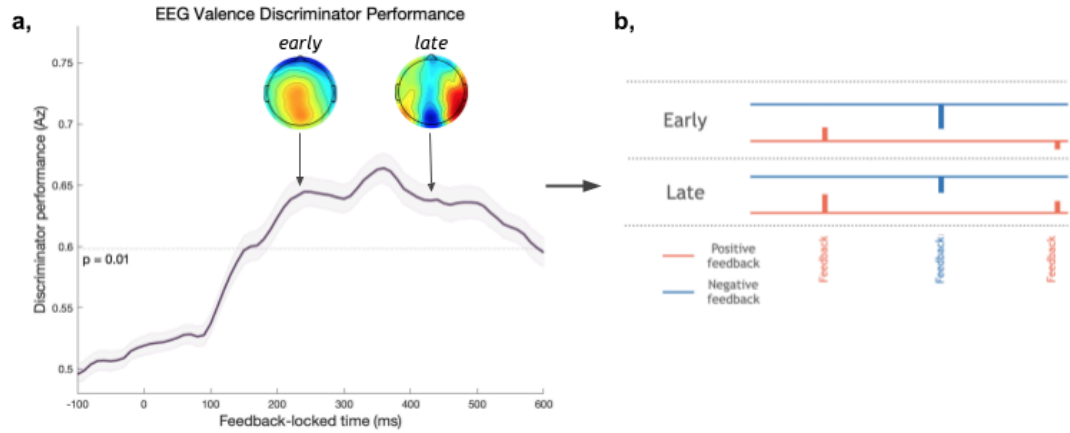 a,
EEG Valence Discriminator Performance
b,
early
late
0.75
0.7
0.65
0.6
0.55
0.5
p = 0.01
Discriminator performance (Az)
-100
0
100
200
300
400
500
600
Feedback-locked time (ms)
Early
Late
Positive
feedback
Negative
feedback
Feedback
Feedback
Feedback